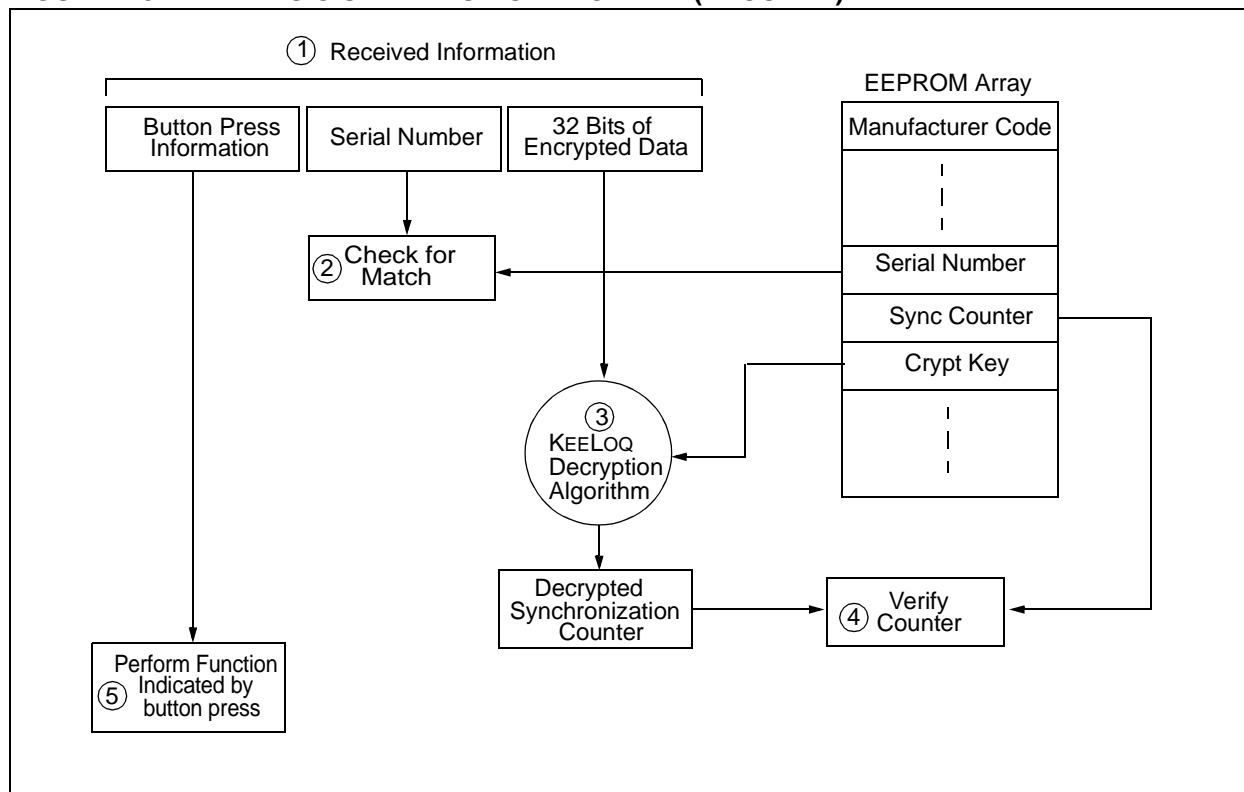 ① Received Information
EEPROM Array
Button Press
Information
Serial Number
32 Bits of
Encrypted Data
Manufacturer Code
② Check for
Match
Serial Number
Sync Counter
Crypt Key
③
KEELOQ
Decryption
Algorithm
Decrypted
Synchronization
Counter
④ Verify
Counter
Perform Function
⑤ Indicated by
button press